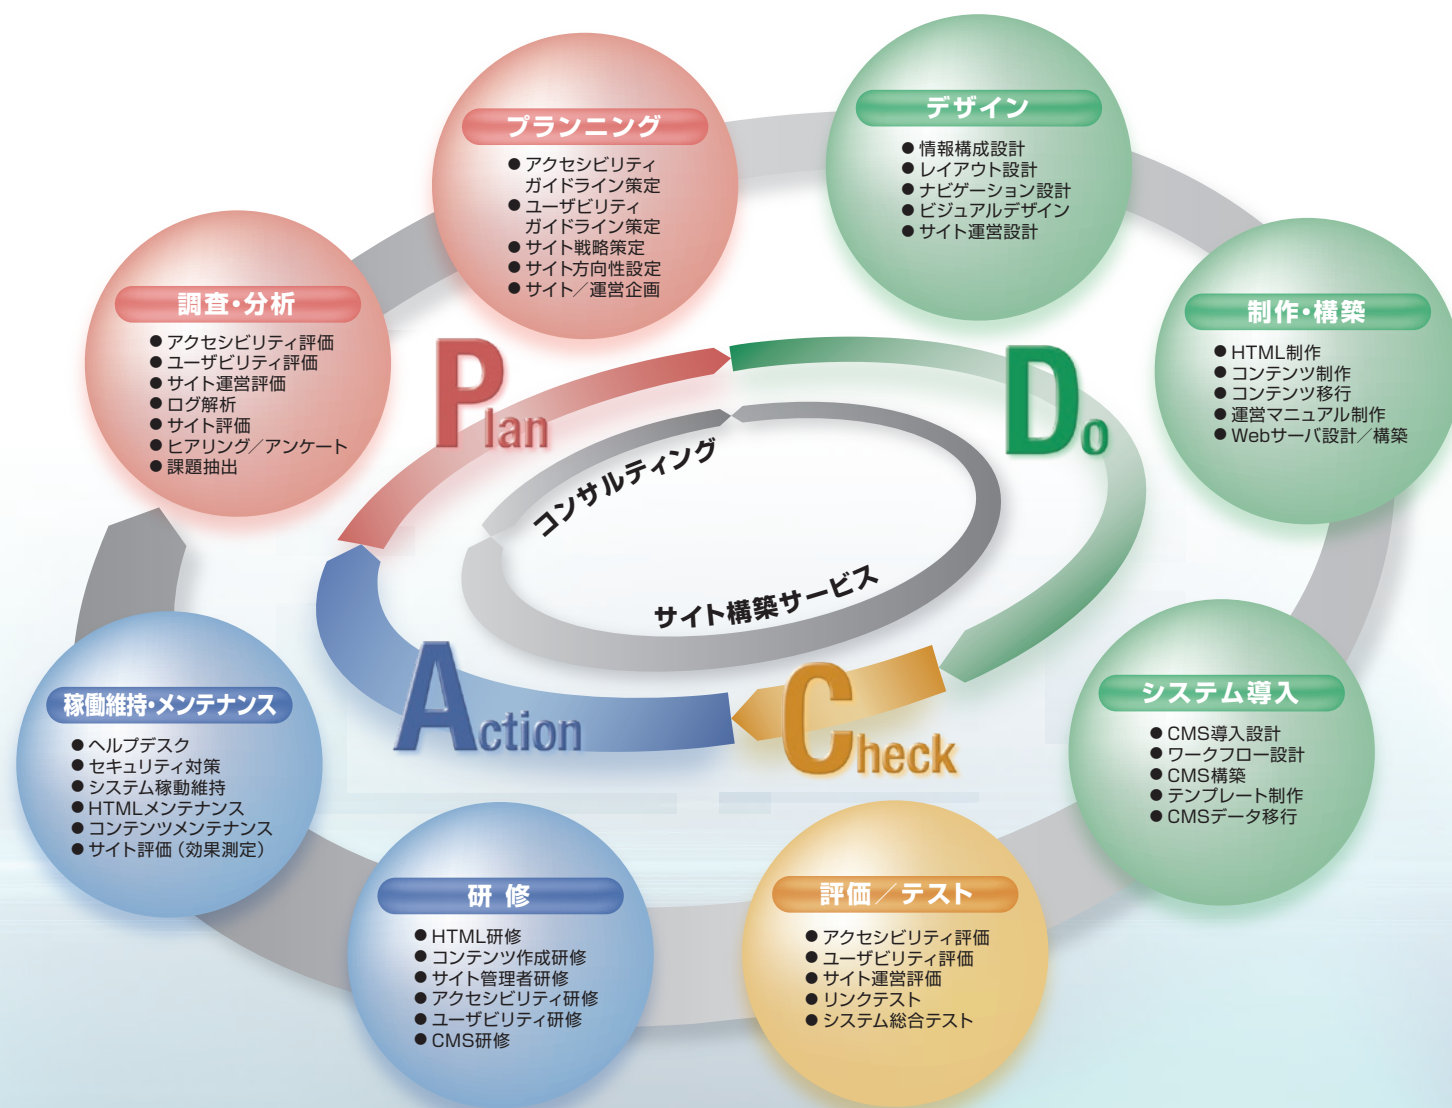 プランニング
●アクセシビリティ
ガイドライン策定
●ユーザビリティ
ガイドライン策定
●サイト戦略策定
●サイト方向性設定
●サイト／運営企画
デザイン
●情報構成設計
●レイアウト設計
●ナビゲーション設計
●ビジュアルデザイン
●サイト運営設計
調査・分析
●アクセシビリティ評価
●ユーザビリティ評価
●サイト運営評価
●ログ解析
●サイト評価
●ヒアリング／アンケート
●課題抽出
制作・構築
●HTML制作
●コンテンツ制作
●コンテンツ移行
●運営マニュアル制作
●Webサーバ設計／構築
Plan
Do
コンサルティング
サイト構築サービス
Action
Check
稼働維持・メンテナンス
●ヘルプデスク
●セキュリティ対策
●システム稼動維持
●HTMLメンテナンス
●コンテンツメンテナンス
●サイト評価（効果測定）
システム導入
●CMS導入設計
●ワークフロー設計
●CMS構築
●テンプレート制作
●CMSデータ移行
研 修
●HTML研修
●コンテンツ作成研修
●サイト管理者研修
●アクセシビリティ研修
●ユーザビリティ研修
●CMS研修
評価／テスト
●アクセシビリティ評価
●ユーザビリティ評価
●サイト運営評価
●リンクテスト
●システム総合テスト